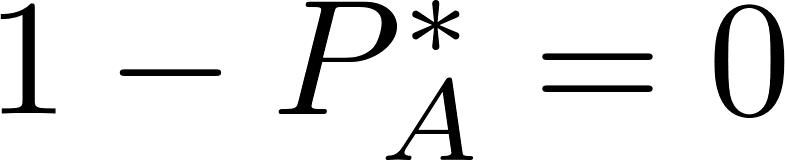 $1 - P_A^* = 0$